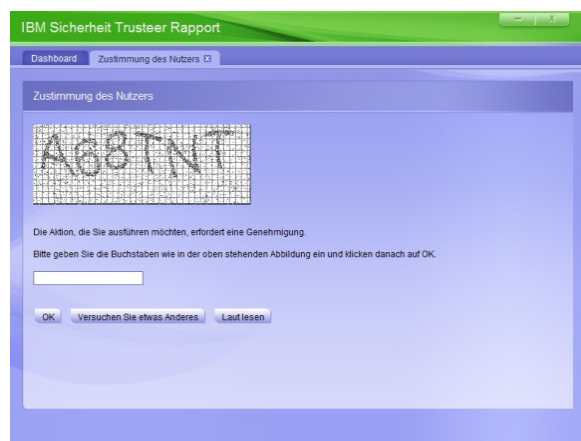 IBM Sicherheit Trusteer Rapport
Dashboard
Zustimmung des Nutzers
Zustimmung des Nutzers
A68TNT
Die Aktion, die Sie ausführen möchten, erfordert eine Genehmigung.
Bitte geben Sie die Buchstaben wie in der oben stehenden Abbildung ein und klicken danach auf OK.
OK
Versuchen Sie etwas Anderes
Laut lesen